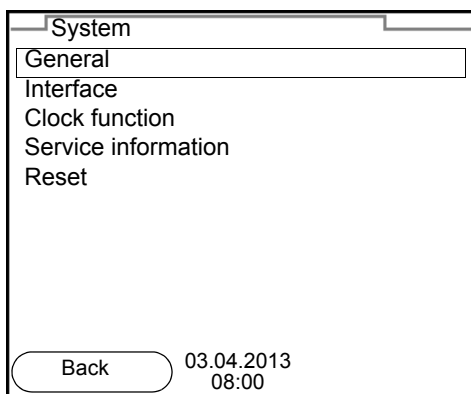 System
General
Interface
Clock function
Service information
Reset
Back
03.04.2013
08:00